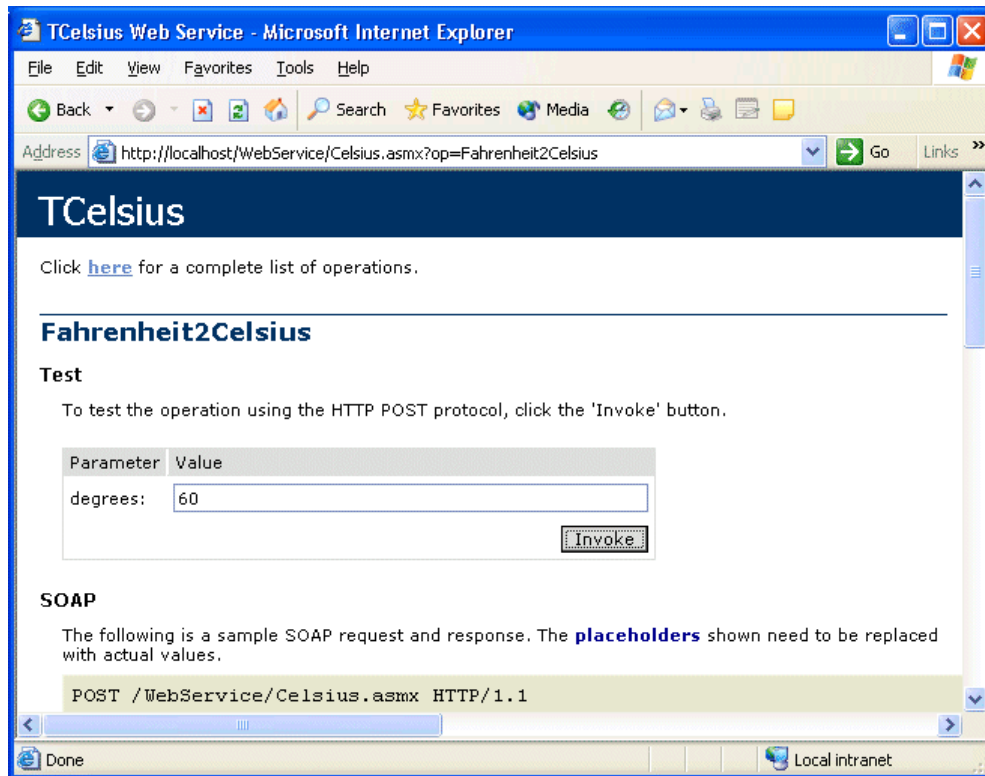 TCelsius Web Service - Microsoft Internet Explorer
File Edit View Favorites Tools Help
Back Search Favorites Media
Address http://localhost/WebService/Celsius.asmx?op=Fahrenheit2Celsius Go Links »
TCelsius
Click here for a complete list of operations.
Fahrenheit2Celsius
Test
To test the operation using the HTTP POST protocol, click the 'Invoke' button.
Parameter Value
degrees: 60
Invoke
SOAP
The following is a sample SOAP request and response. The placeholders shown need to be replaced
with actual values.
POST /WebService/Celsius.asmx HTTP/1.1
Done Local intranet